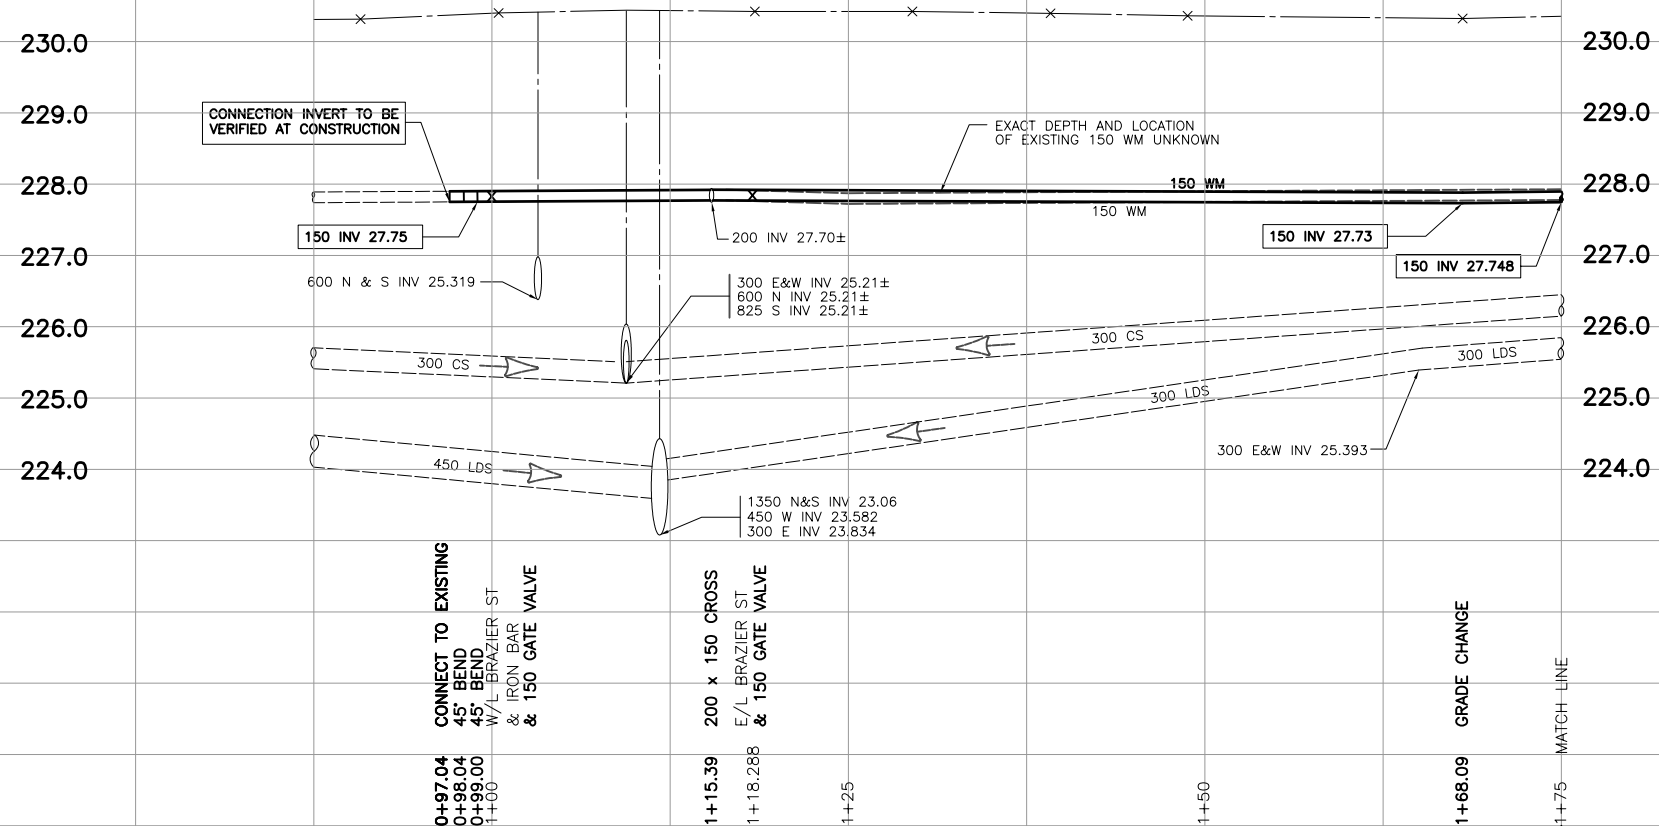 230.0
230.0
229.0
229.0
228.0
228.0
227.0
227.0
226.0
226.0
225.0
225.0
224.0
224.0
CONNECTION INVERT TO BE
VERIFIED AT CONSTRUCTION
EXACT DEPTH AND LOCATION
OF EXISTING 150 WM UNKNOWN
150 WM
150 WM
150 INV 27.75
200 INV 27.70±
150 INV 27.73
150 INV 27.748
600 N & S INV 25.319
300 E&W INV 25.21±
600 N INV 25.21±
825 S INV 25.21±
300 CS
300 CS
300 LDS
300 LDS
300 E&W INV 25.393
450 LDS
1350 N&S INV 23.06
450 W INV 23.582
300 E INV 23.834
0+97.04 CONNECT TO EXISTING
0+98.04 45° BEND
0+99.00 45° BEND
1+00 W/L BRAZIER ST
& IRON BAR
& 150 GATE VALVE
1+15.39 200 x 150 CROSS
1+18.288 E/L BRAZIER ST
& 150 GATE VALVE
1+25
1+50
1+68.09 GRADE CHANGE
1+75 MATCH LINE